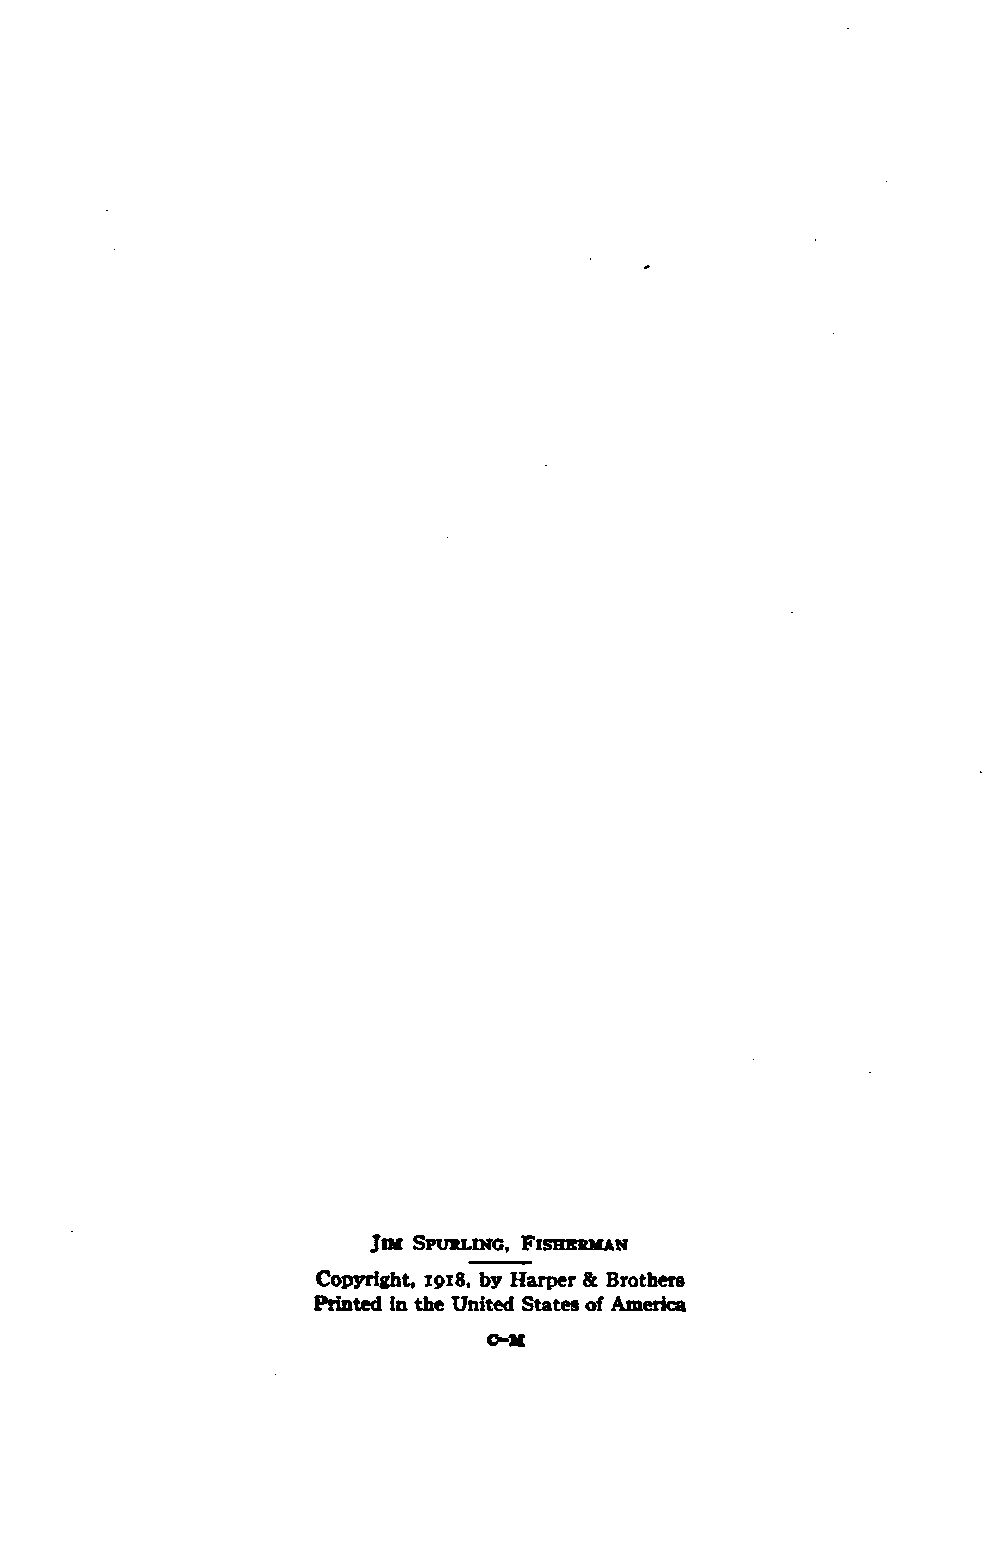 JIM SPURLING, FISHERMAN
Copyright, 1918, by Harper & Brothers
Printed in the United States of America
C-M